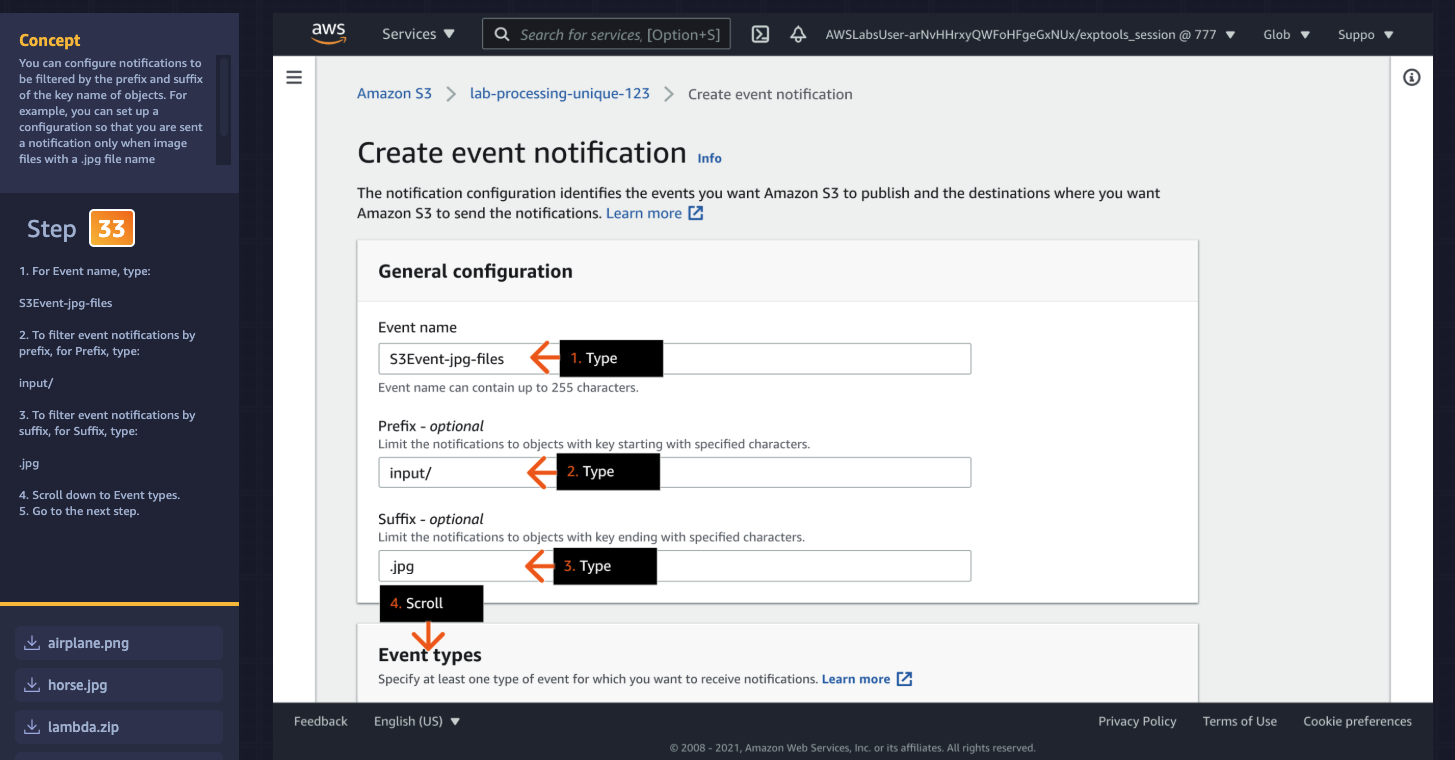 Concept
You can configure notifications to
be filtered by the prefix and suffix
of the key name of objects. For
example, you can set up a
configuration so that you are sent
a notification only when image
files with a .jpg file name
Step 33
1. For Event name, type:
S3Event-jpg-files
2. To filter event notifications by
prefix, for Prefix, type:
input/
3. To filter event notifications by
suffix, for Suffix, type:
.jpg
4. Scroll down to Event types.
5. Go to the next step.
airplane.png
horse.jpg
lambda.zip
aws Services Search for services, [Option+S] AWSLabsUser-arNvHHrxyQWFoHFgeGxNUx/exptools_session @ 777 Glob Suppo
Amazon S3 lab-processing-unique-123 Create event notification
Create event notification Info
The notification configuration identifies the events you want Amazon S3 to publish and the destinations where you want
Amazon S3 to send the notifications. Learn more
General configuration
Event name
S3Event-jpg-files 1. Type
Event name can contain up to 255 characters.
Prefix - optional
Limit the notifications to objects with key starting with specified characters.
input/ 2. Type
Suffix - optional
Limit the notifications to objects with key ending with specified characters.
.jpg 3. Type
4. Scroll
Event types
Specify at least one type of event for which you want to receive notifications. Learn more
Feedback English (US) Privacy Policy Terms of Use Cookie preferences
© 2008 - 2021, Amazon Web Services, Inc. or its affiliates. All rights reserved.